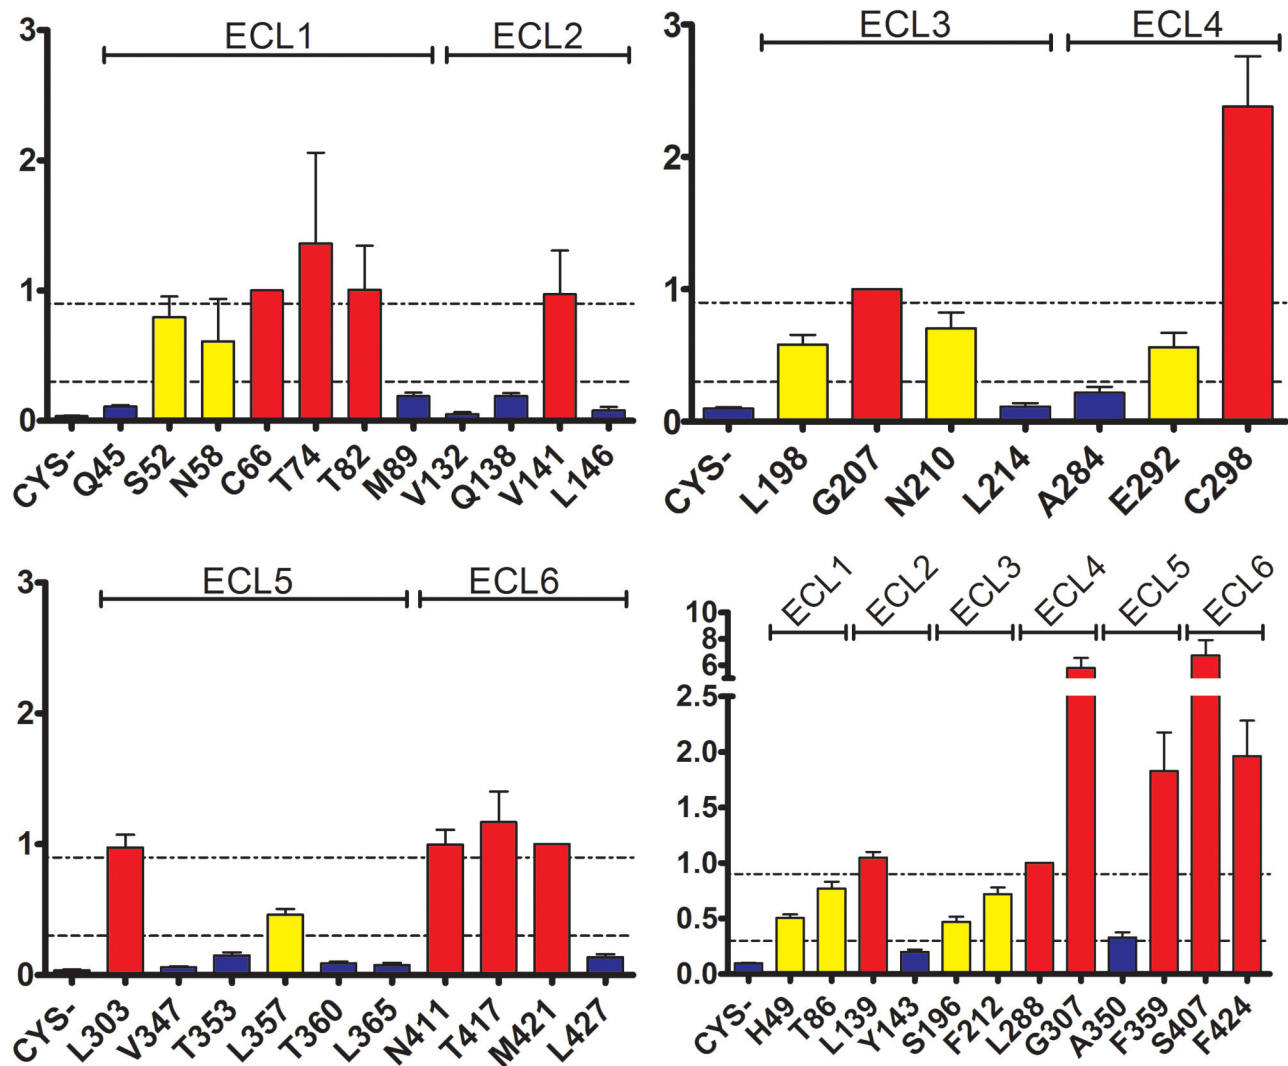 ECL1 ECL2
3
2
1
0
CYS- Q45 S52 N58 C66 T74 T82 M89 V132 Q138 V141 L146
ECL3 ECL4
3
2
1
0
CYS- L198 G207 N210 L214 A284 E292 C298
ECL5 ECL6
3
2
1
0
CYS- L303 V347 T353 L357 T360 L365 N411 T417 M421 L427
ECL1 ECL2 ECL3 ECL4 ECL5 ECL6
10
8
6
2.5
2.0
1.5
1.0
0.5
0.0
CYS- H49 T86 L139 Y143 S196 F212 L288 G307 A350 F359 S407 F424